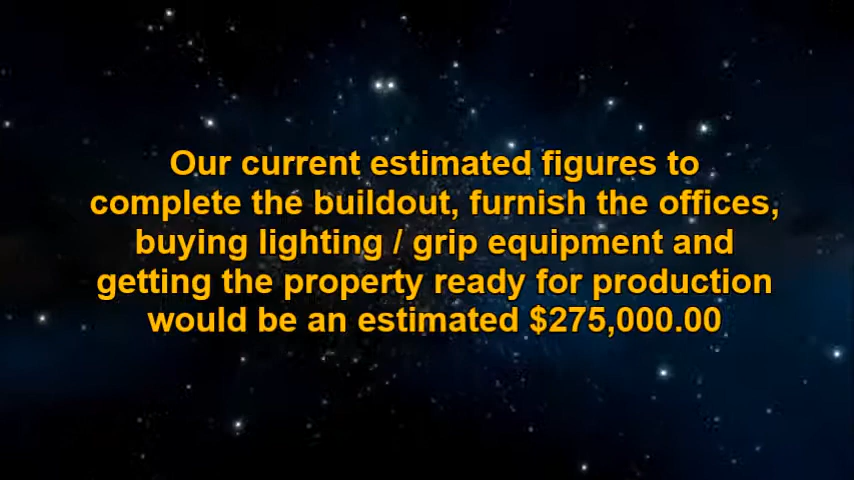 Our current estimated figures to
complete the buildout, furnish the offices,
buying lighting / grip equipment and
getting the property ready for production
would be an estimated $275,000.00